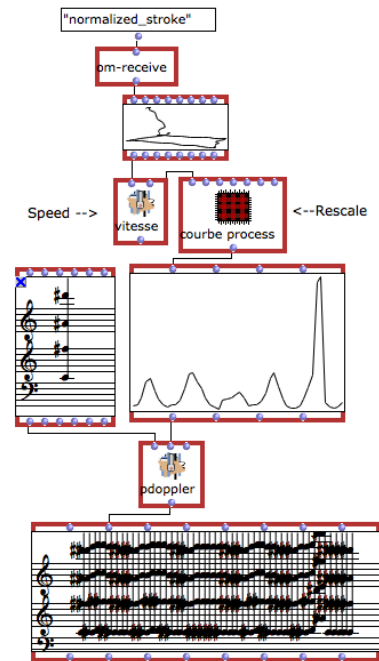 "normalized_stroke"
om-receive
Speed -->
vitesse
courbe process
<--Rescale
pdoppler